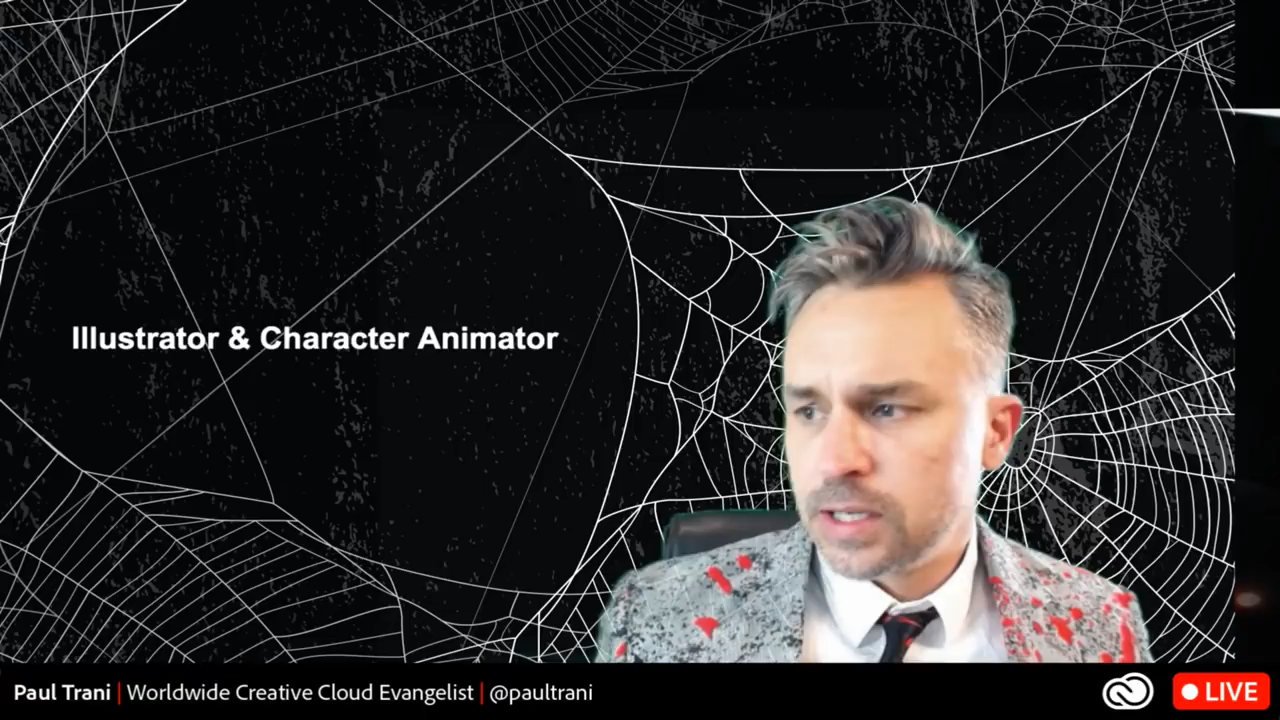 Illustrator & Character Animator
Paul Trani | Worldwide Creative Cloud Evangelist | @paultrani
LIVE